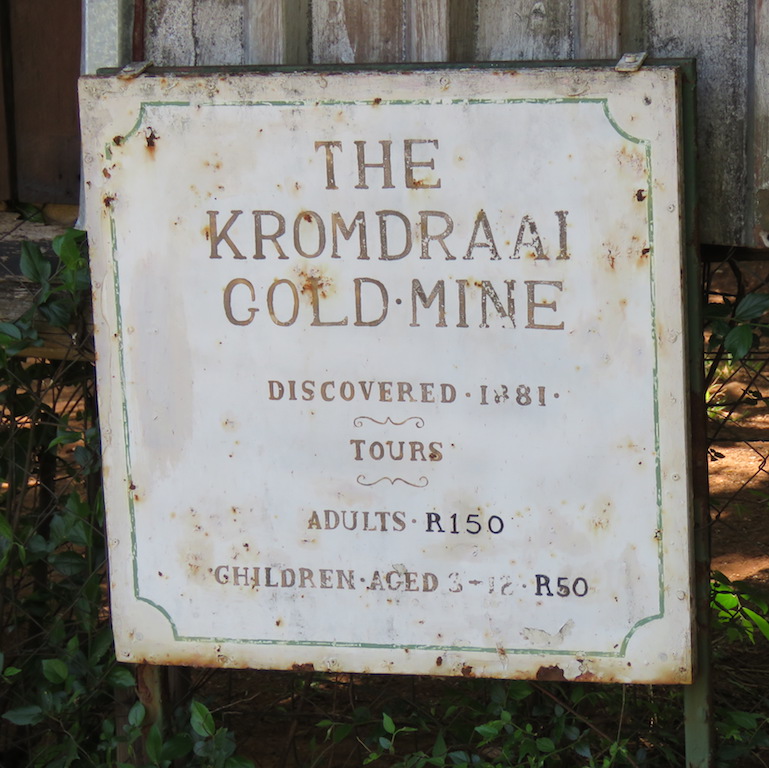 THE
KROMDRAAI
GOLD·MINE
DISCOVERED·1881·
TOURS
ADULTS·R150
·CHILDREN·AGED 3-12·R50